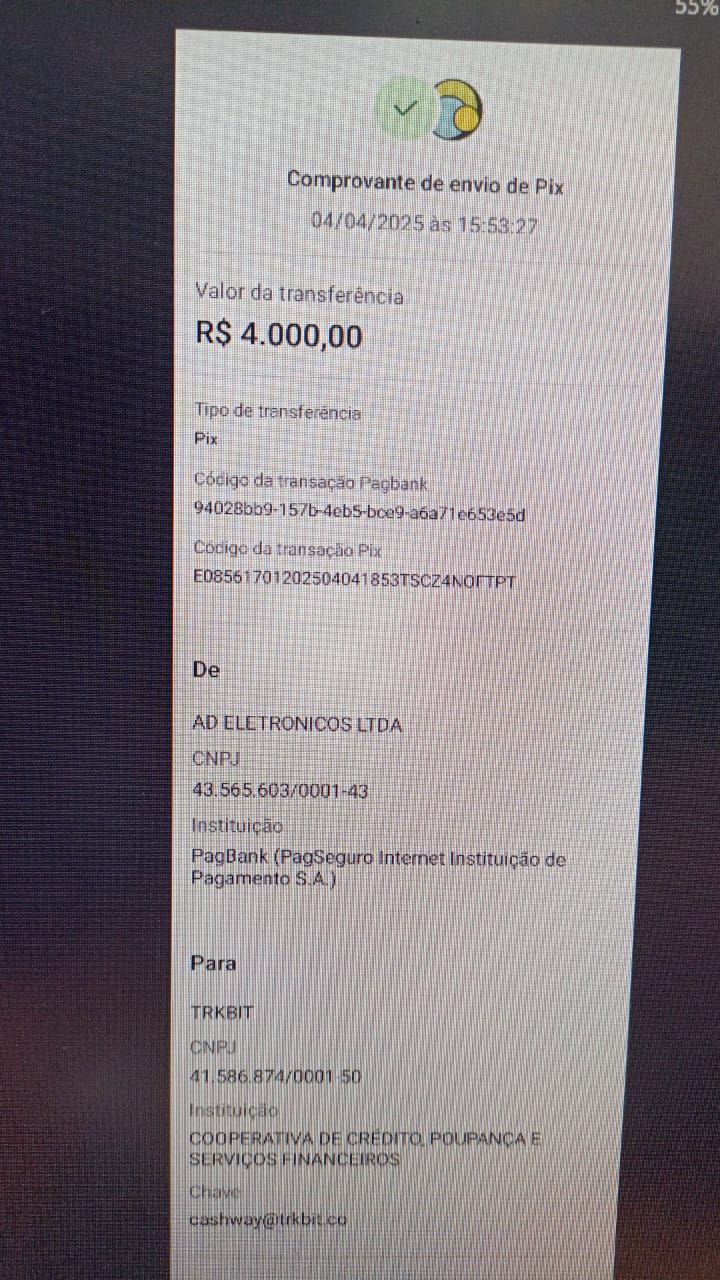 55%
Comprovante de envio de Pix
04/04/2025 às 15:53:27
Valor da transferência
R$ 4.000,00
Tipo de transferência
Pix
Código da transação Pagbank
94028bb9-157b-4eb5-bce9-a6a71e653e5d
Código da transação Pix
De
AD ELETRONICOS LTDA
CNPJ
43.565.603/0001-43
Instituição
PagBank (PagSeguro Internet Instituição de
Pagamento S.A.)
Para
TRKBIT
CNPJ
41.586.874/0001-50
Instituição
COOPERATIVA DE CRÉDITO, POUPANÇA E
SERVIÇOS FINANCEIROS
Chave
cashway@trkbit.co